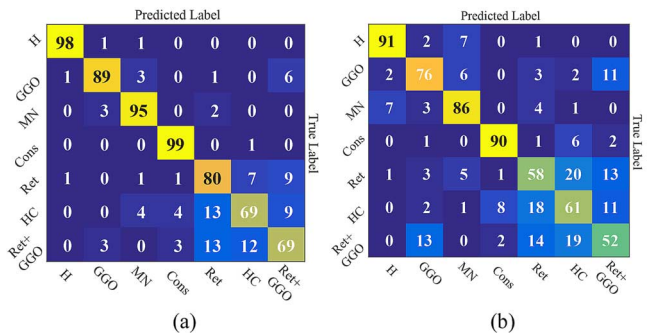 Predicted Label
H 98 1 1 0 0 0 0
GGO 1 89 3 0 1 0 6
MN 0 3 95 0 2 0 0
Cons 0 0 0 99 0 1 0
Ret 1 0 1 1 80 7 9
HC 0 0 4 4 13 69 9
Ret+
GGO 0 3 0 3 13 12 69
H GGO MN Cons Ret HC Ret+
GGO
True Label
(a)
Predicted Label
H 91 2 7 0 1 0 0
GGO 2 76 6 0 3 2 11
MN 7 3 86 0 4 1 0
Cons 0 1 0 90 1 6 2
Ret 1 3 5 1 58 20 13
HC 0 2 1 8 18 61 11
Ret+
GGO 0 13 0 2 14 19 52
H GGO MN Cons Ret HC Ret+
GGO
True Label
(b)